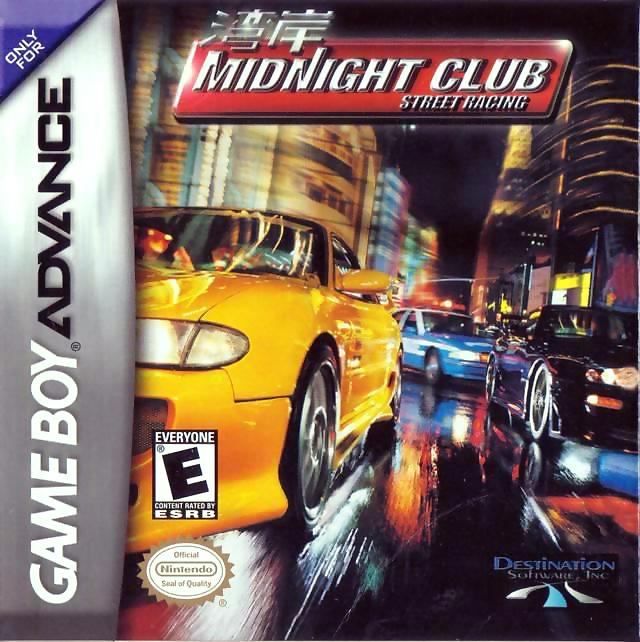 ONLY
FOR
GAME BOY ADVANCE
®
湾岸
MIDNIGHT CLUB
STREET RACING
EVERYONE
®
E
CONTENT RATED BY
ESRB
Official
Nintendo
Seal of Quality
®
DESTINATION
SOFTWARE, INC